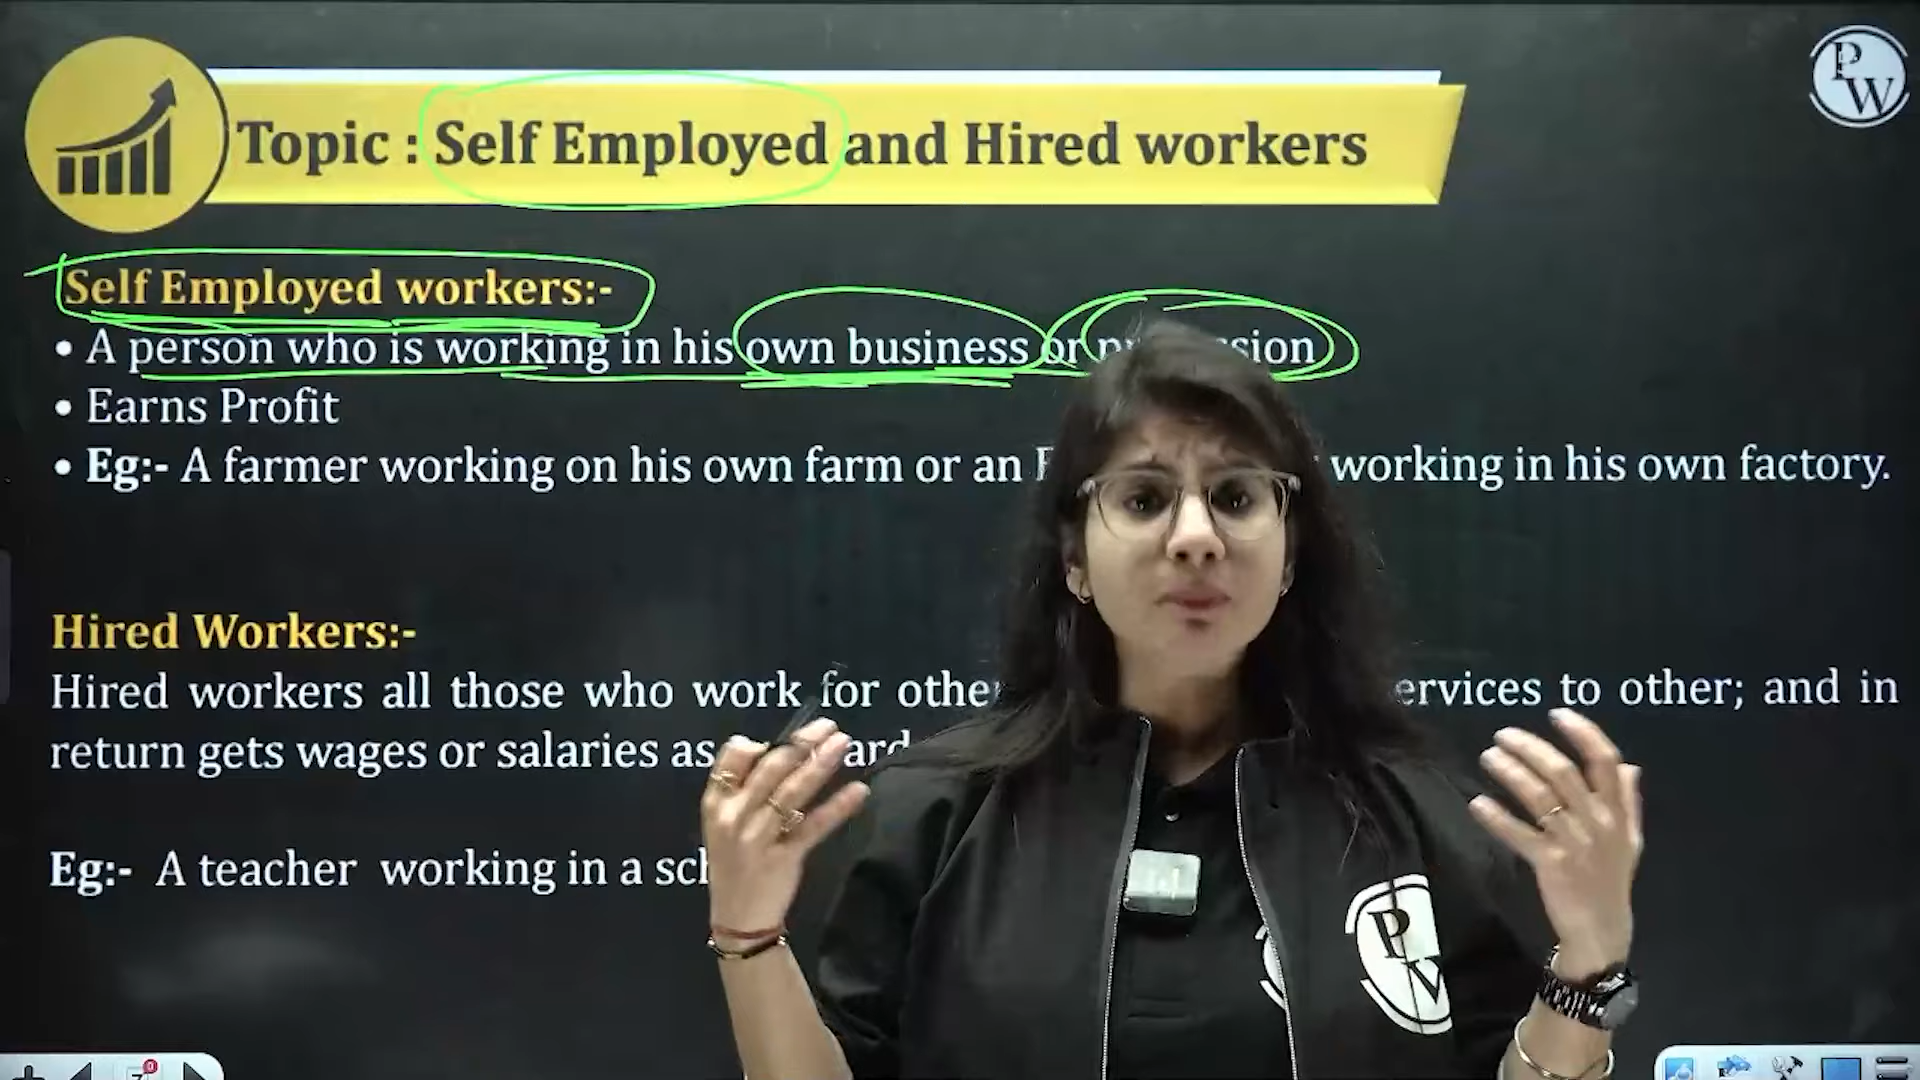 P
W
Topic : Self Employed and Hired workers
Self Employed workers:-
• A person who is working in his own business or
• Earns Profit
• Eg:- A farmer working on his own farm or an working in his own factory.
Hired Workers:-
Hired workers all those who work for to other; and in
return gets wages or salaries as
Eg:- A teacher working in a
P
W